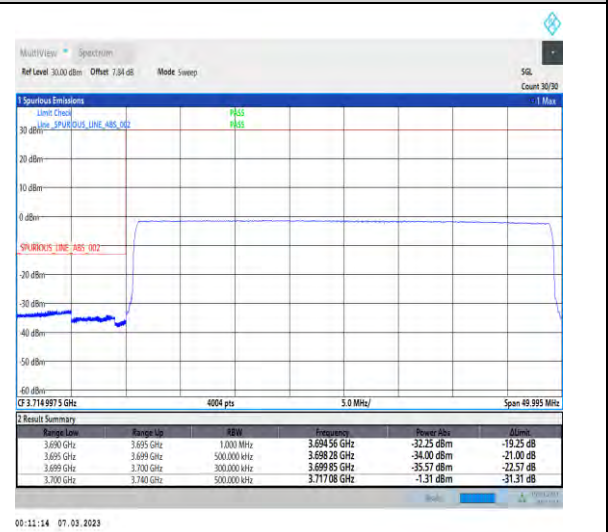 MultiView Spectrum
Ref Level 30.00 dBm Offset 7.84 dB Mode Sweep SGL
Count 30/30
1 Spurious Emissions 1 Max
Limit Check PASS
Line _SPURIOUS_LINE_ABS_002 PASS
30 dBm
20 dBm
10 dBm
0 dBm
SPURIOUS_LINE_ABS_002
-20 dBm
-30 dBm
-40 dBm
-50 dBm
-60 dBm
CF 3.714 997 5 GHz 4004 pts 5.0 MHz/ Span 49.995 MHz
2 Result Summary
Range Low Range Up RBW Frequency Power Abs ΔLimit
3.690 GHz 3.695 GHz 1.000 MHz 3.694 56 GHz -32.25 dBm -19.25 dB
3.695 GHz 3.699 GHz 500.000 kHz 3.698 28 GHz -34.00 dBm -21.00 dB
3.699 GHz 3.700 GHz 300.000 kHz 3.699 85 GHz -35.57 dBm -22.57 dB
3.700 GHz 3.740 GHz 500.000 kHz 3.717 08 GHz -1.31 dBm -31.31 dB
00:11:14 07.03.2023